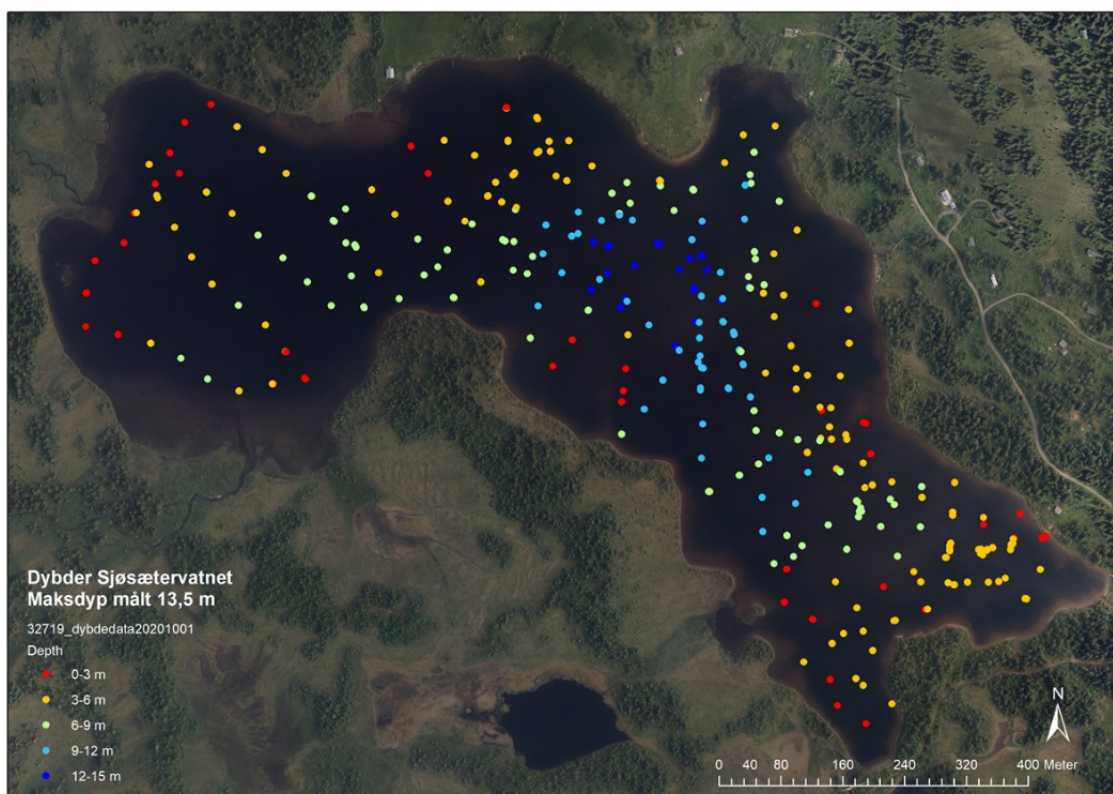 Dybder Sjøsætervatnet
Maksdyp målt 13,5 m
32719_dybdedata20201001
Depth
0-3 m
3-6 m
6-9 m
9-12 m
12-15 m
N
0 40 80 160 240 320 400 Meter